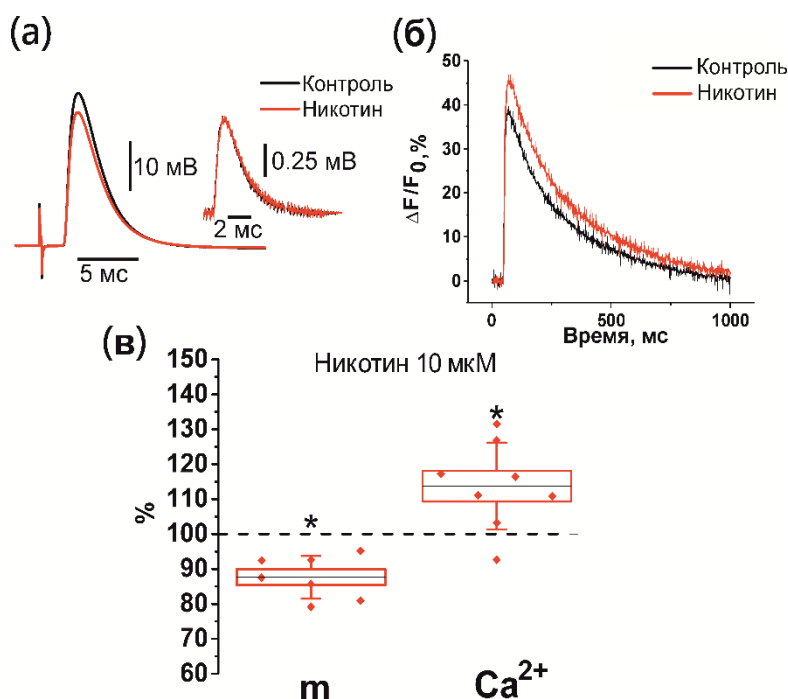 (а)
Контроль
Никотин
10 мВ
0.25 мВ
2 мс
5 мс
(б)
Контроль
Никотин
ΔF/F0,%
50
40
30
20
10
0
0
500
1000
Время, мс
(в)
Никотин 10 мкМ
%
150
140
130
120
110
100
90
80
70
60
*
*
m
Ca2+